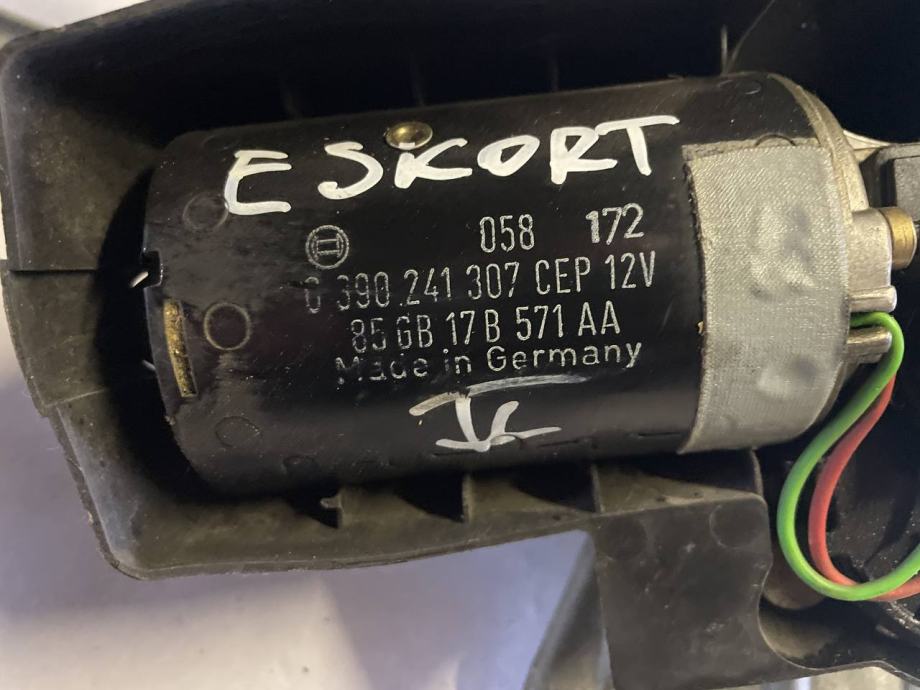 ESKORT
058 172
0 390 241 307 CEP 12V
85 GB 17 B 571 AA
Made in Germany